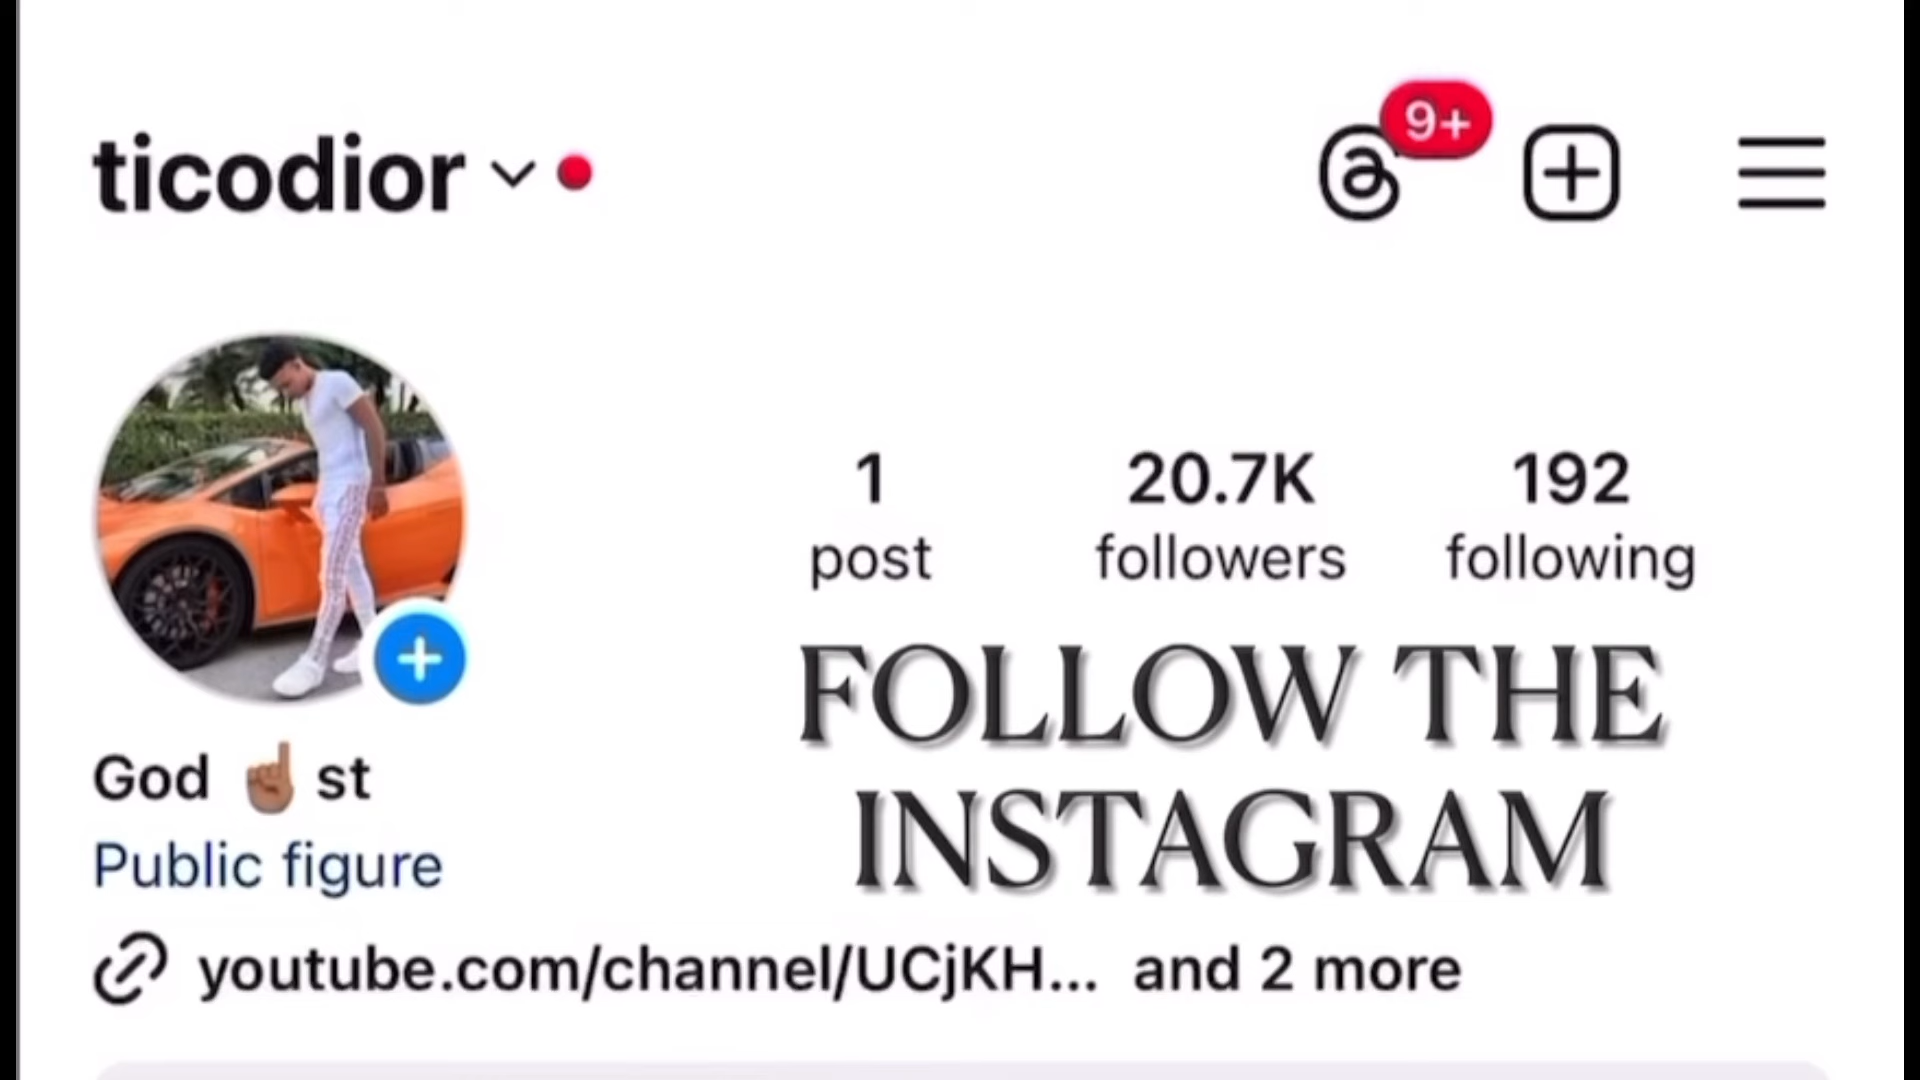 ticodior
9+
1 20.7K 192
post followers following
FOLLOW THE
INSTAGRAM
God ☝🏽 st
Public figure
youtube.com/channel/UCjKH... and 2 more